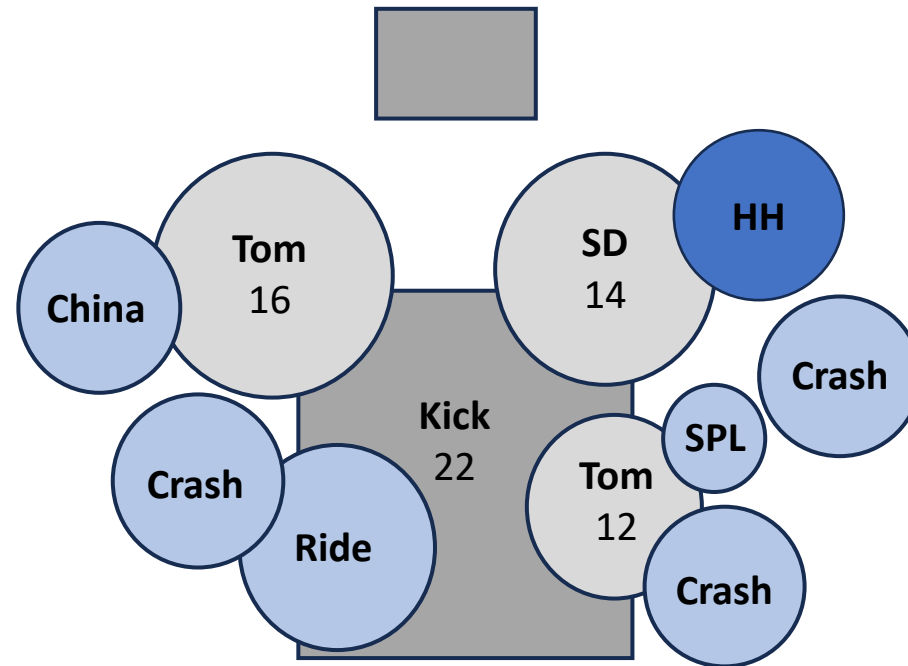 HH
SD
14
Tom
16
China
Crash
Kick
22
SPL
Crash
Tom
12
Ride
Crash